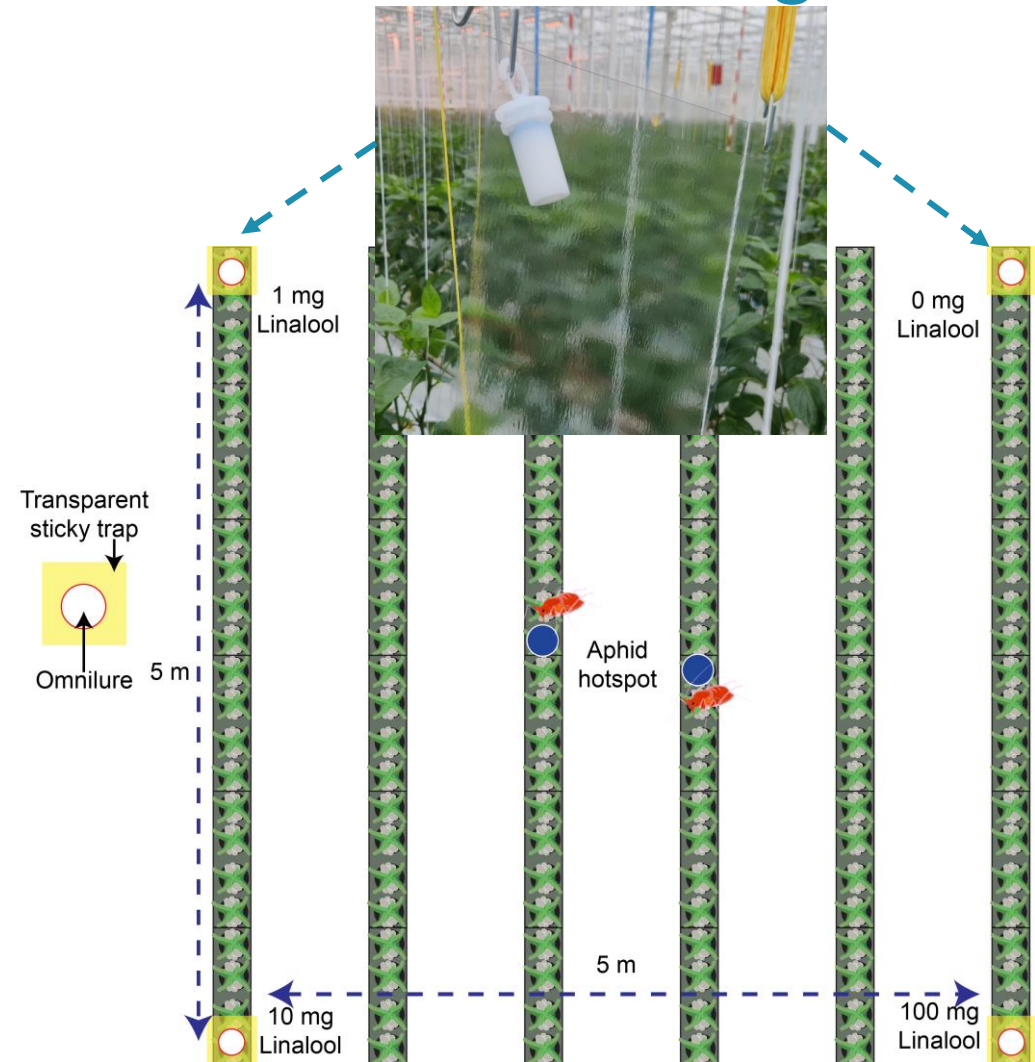 1 mg
Linalool
0 mg
Linalool
Transparent
sticky trap
Omnilure
5 m
Aphid
hotspot
5 m
10 mg
Linalool
100 mg
Linalool